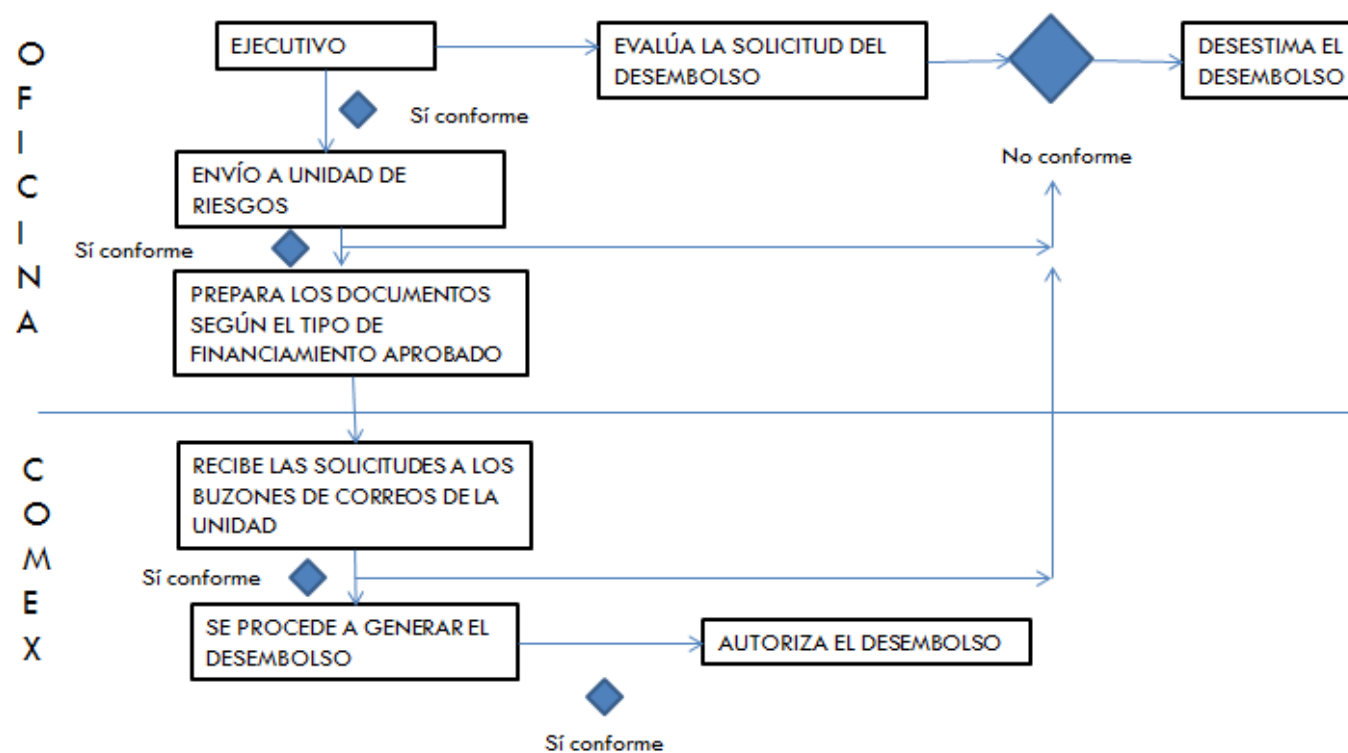 OFICINA
EJECUTIVO
EVALÚA LA SOLICITUD DEL
DESEMBOLSO
DESESTIMA EL
DESEMBOLSO
Sí conforme
No conforme
ENVÍO A UNIDAD DE
RIESGOS
Sí conforme
PREPARA LOS DOCUMENTOS
SEGÚN EL TIPO DE
FINANCIAMIENTO APROBADO
COMEX
RECIBE LAS SOLICITUDES A LOS
BUZONES DE CORREOS DE LA
UNIDAD
Sí conforme
SE PROCEDE A GENERAR EL
DESEMBOLSO
AUTORIZA EL DESEMBOLSO
Sí conforme